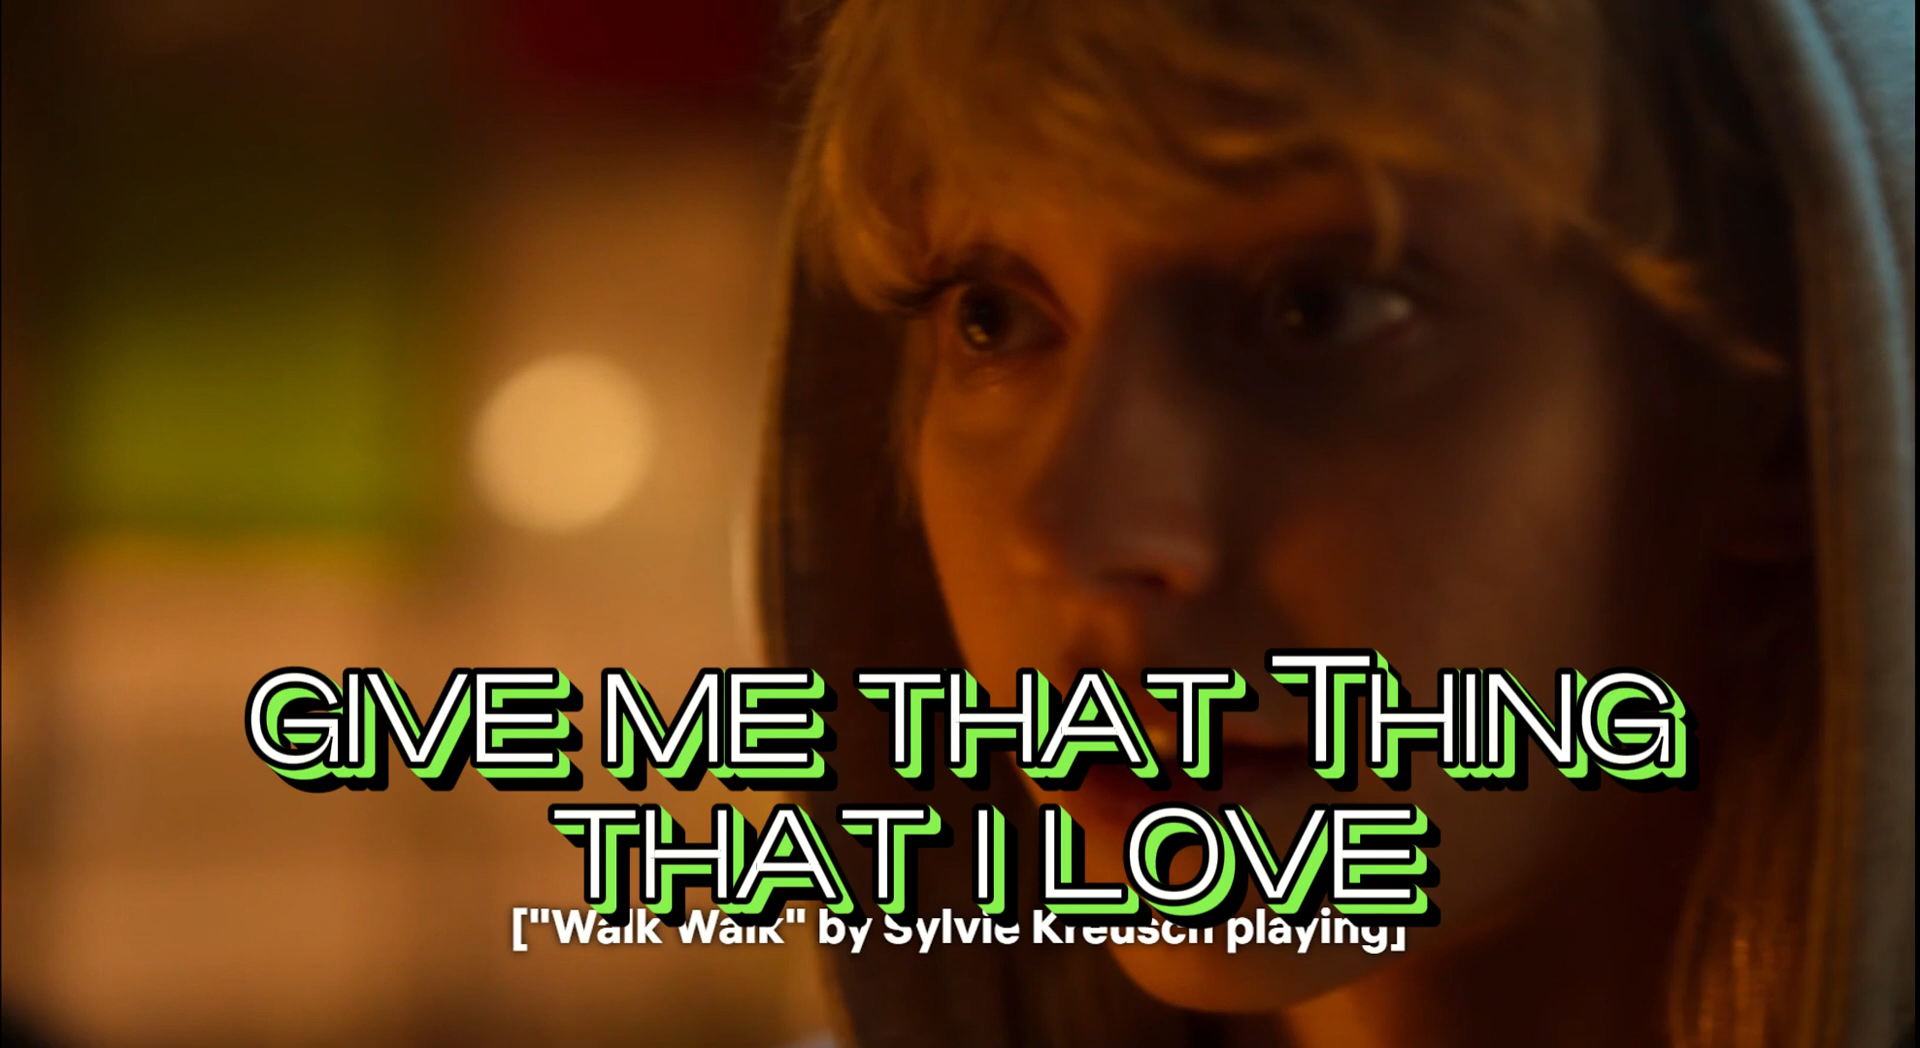 GIVE ME THAT THING
THAT I LOVE
["Walk Walk" by Sylvie Kreusch playing]